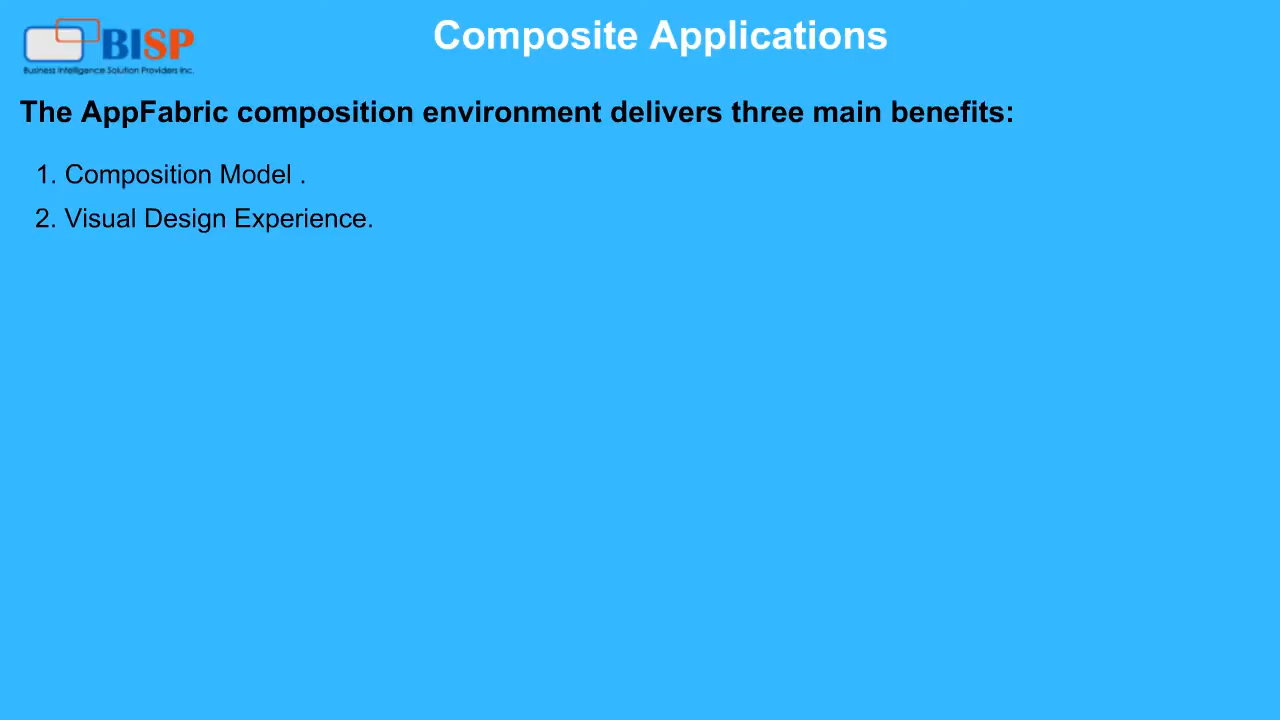 BISP
Business Intelligence Solution Providers Inc.
Composite Applications
The AppFabric composition environment delivers three main benefits:
1. Composition Model .
2. Visual Design Experience.